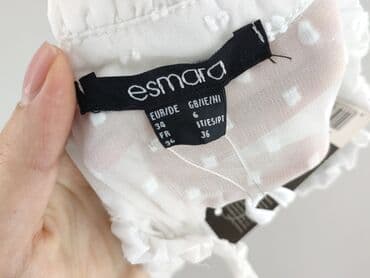 esmara
EUR/DE GB/IE/NI
34 6
FR IT/ES/PT
36 36